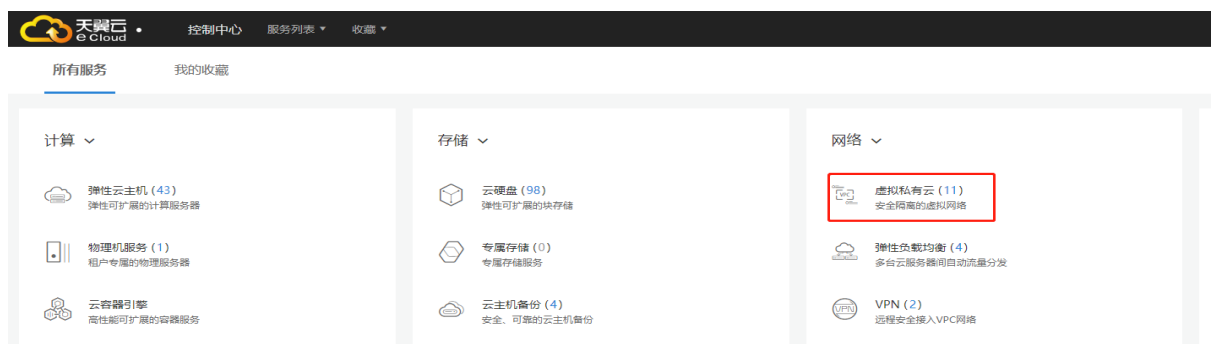 天翼云
e Cloud
控制中心 服务列表 收藏
所有服务 我的收藏
计算
弹性云主机 (43)
弹性可扩展的计算服务器
物理机服务 (1)
租户专属的物理服务器
云容器引擎
高性能可扩展的容器服务
存储
云硬盘 (98)
弹性可扩展的块存储
专属存储 (0)
专属存储服务
云主机备份 (4)
安全、可靠的云主机备份
网络
VPC
虚拟私有云 (11)
安全隔离的虚拟网络
弹性负载均衡 (4)
多台云服务器间自动流量分发
VPN
VPN (2)
远程安全接入VPC网络